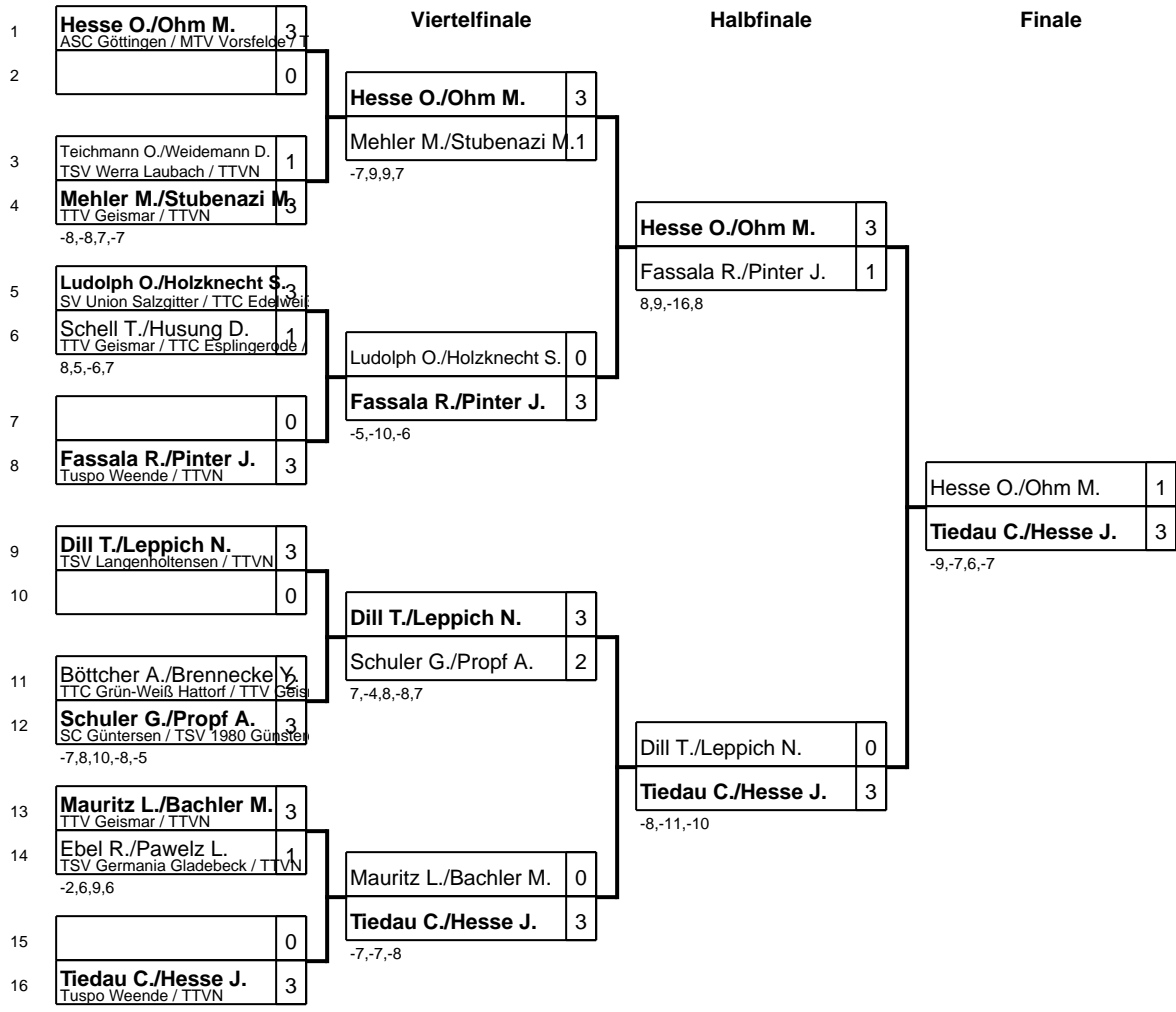 Viertelfinale
Halbfinale
Finale
1
Hesse O./Ohm M.
3
ASC Göttingen / MTV Vorsfelde / T
2
0
3
Teichmann O./Weidemann D.
1
TSV Werra Laubach / TTVN
4
Mehler M./Stubenazi M.
3
TTV Geismar / TTVN
-8,-8,7,-7
5
Ludolph O./Holzknecht S.
3
SV Union Salzgitter / TTC Edelweiß
6
Schell T./Husung D.
1
TTV Geismar / TTC Esplingerode /
8,5,-6,7
7
0
8
Fassala R./Pinter J.
3
Tuspo Weende / TTVN
9
Dill T./Leppich N.
3
TSV Langenholtensen / TTVN
10
0
11
Böttcher A./Brennecke Y.
2
TTC Grün-Weiß Hattorf / TTV Geis
12
Schuler G./Propf A.
3
SC Güntersen / TSV 1980 Günster
-7,8,10,-8,-5
13
Mauritz L./Bachler M.
3
TTV Geismar / TTVN
14
Ebel R./Pawelz L.
1
TSV Germania Gladebeck / TTVN
-2,6,9,6
15
0
16
Tiedau C./Hesse J.
3
Tuspo Weende / TTVN
Hesse O./Ohm M.
3
Mehler M./Stubenazi M.
1
-7,9,9,7
Ludolph O./Holzknecht S.
0
Fassala R./Pinter J.
3
-5,-10,-6
Dill T./Leppich N.
3
Schuler G./Propf A.
2
7,-4,8,-8,7
Mauritz L./Bachler M.
0
Tiedau C./Hesse J.
3
-7,-7,-8
Hesse O./Ohm M.
3
Fassala R./Pinter J.
1
8,9,-16,8
Dill T./Leppich N.
0
Tiedau C./Hesse J.
3
-8,-11,-10
Hesse O./Ohm M.
1
Tiedau C./Hesse J.
3
-9,-7,6,-7